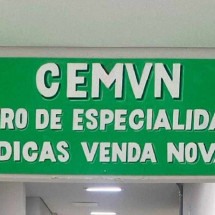 CEMVN
RO DE ESPECIALIDA
DICAS VENDA NOV